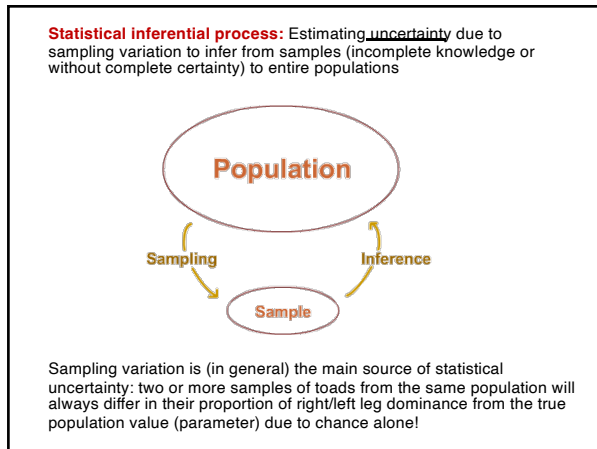 Statistical inferential process: Estimating uncertainty due to
sampling variation to infer from samples (incomplete knowledge or
without complete certainty) to entire populations
Population
Sampling
Inference
Sample
Sampling variation is (in general) the main source of statistical
uncertainty: two or more samples of toads from the same population will
always differ in their proportion of right/left leg dominance from the true
population value (parameter) due to chance alone!